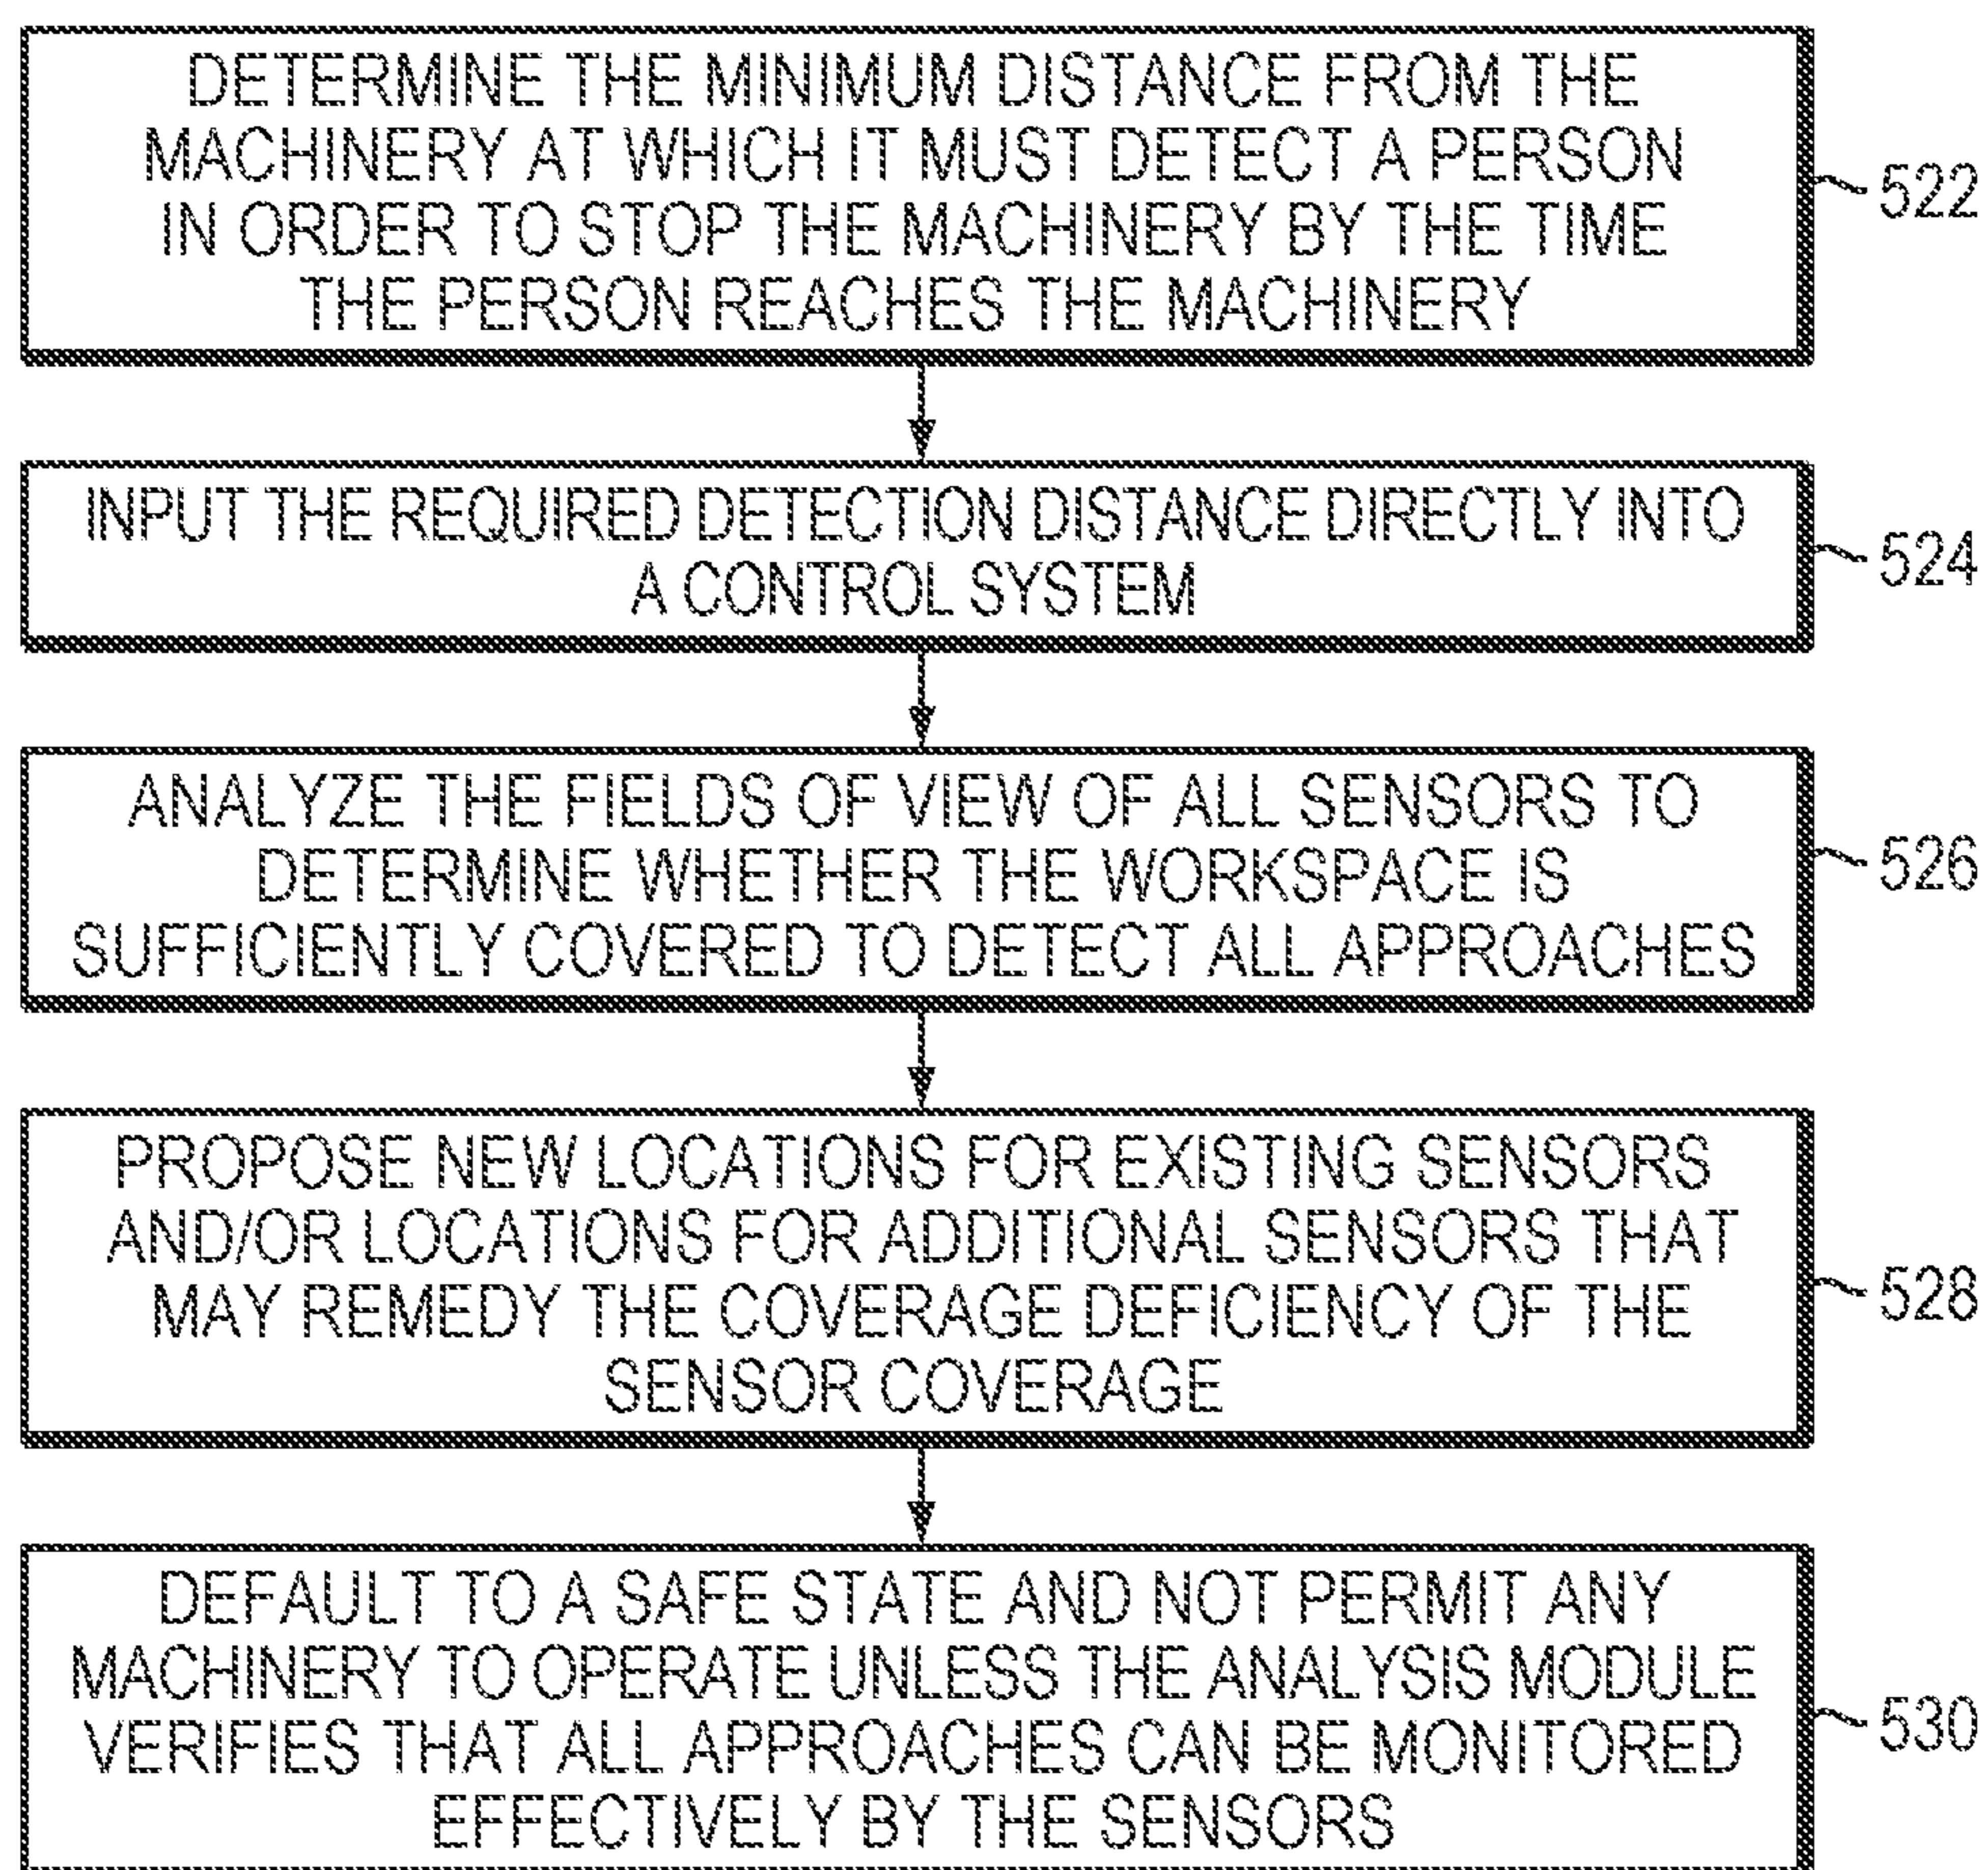 DETERMINE THE MINIMUM DISTANCE FROM THE
MACHINERY AT WHICH IT MUST DETECT A PERSON
IN ORDER TO STOP THE MACHINERY BY THE TIME
THE PERSON REACHES THE MACHINERY
522
INPUT THE REQUIRED DETECTION DISTANCE DIRECTLY INTO
A CONTROL SYSTEM
524
ANALYZE THE FIELDS OF VIEW OF ALL SENSORS TO
DETERMINE WHETHER THE WORKSPACE IS
SUFFICIENTLY COVERED TO DETECT ALL APPROACHES
526
PROPOSE NEW LOCATIONS FOR EXISTING SENSORS
AND/OR LOCATIONS FOR ADDITIONAL SENSORS THAT
MAY REMEDY THE COVERAGE DEFICIENCY OF THE
SENSOR COVERAGE
528
DEFAULT TO A SAFE STATE AND NOT PERMIT ANY
MACHINERY TO OPERATE UNLESS THE ANALYSIS MODULE
VERIFIES THAT ALL APPROACHES CAN BE MONITORED
EFFECTIVELY BY THE SENSORS
530